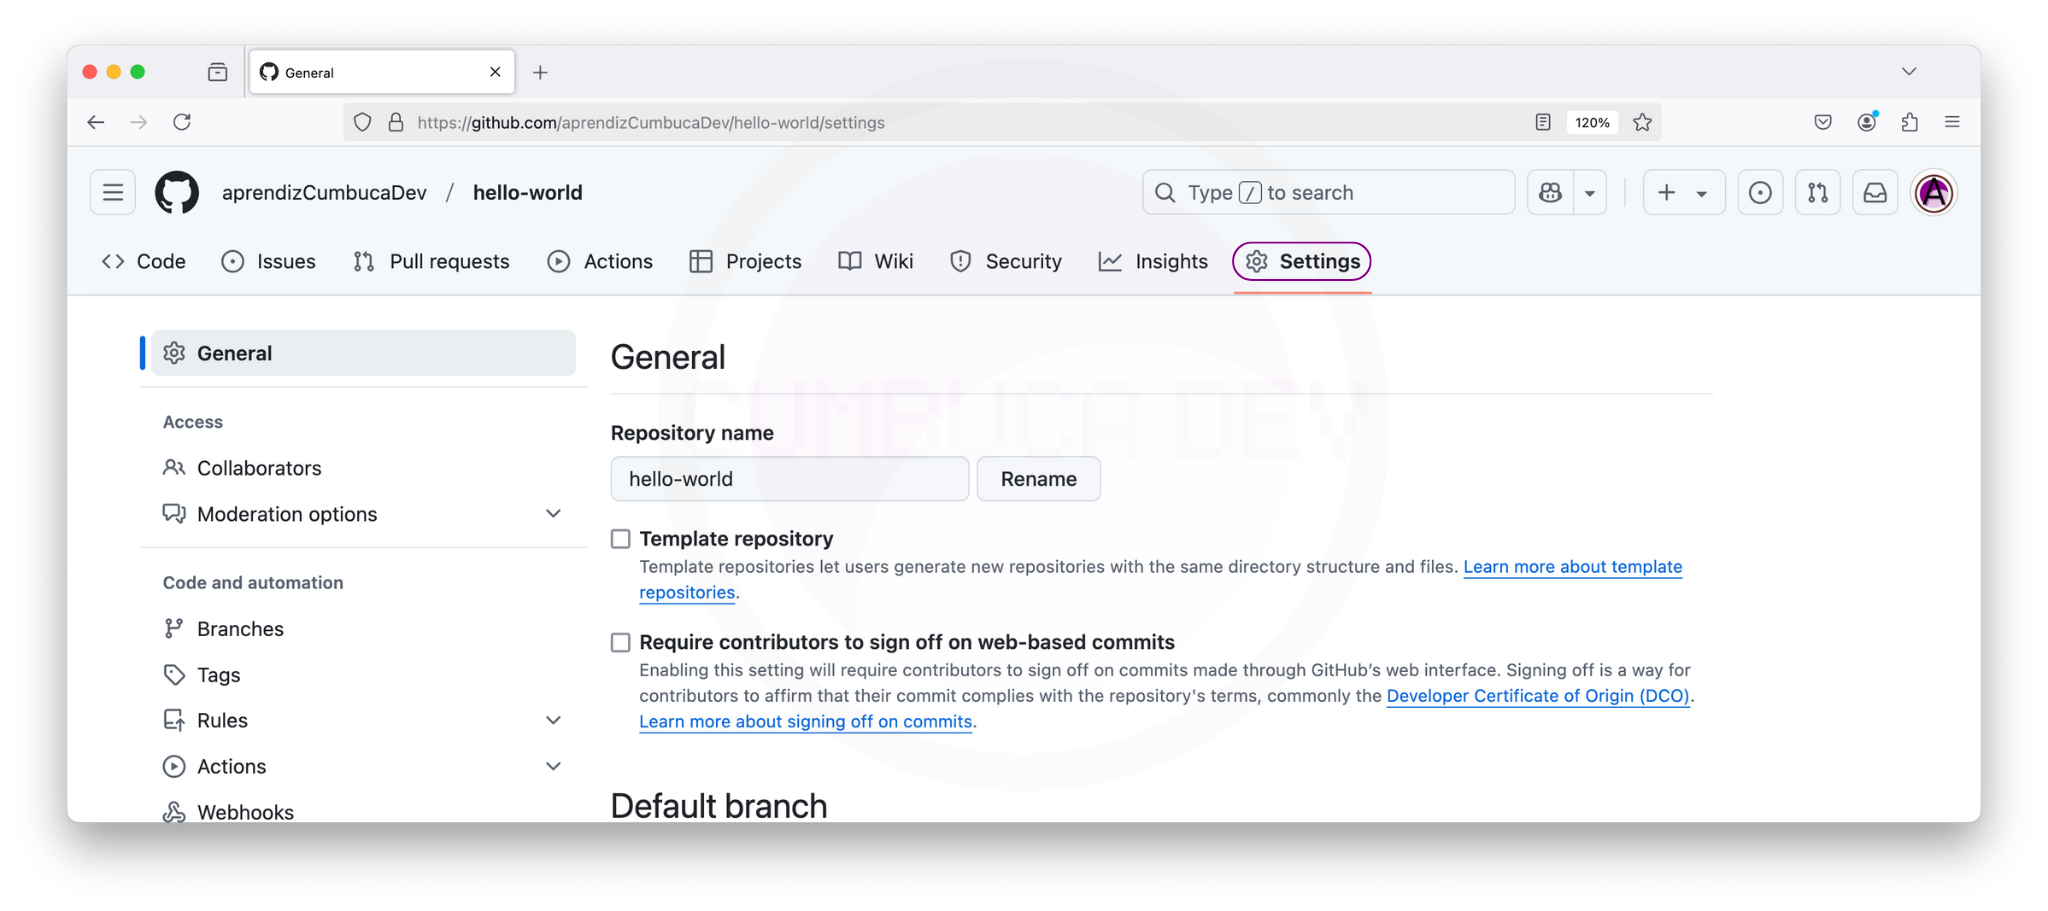 General
https://github.com/aprendizCumbucaDev/hello-world/settings
120%
aprendizCumbucaDev / hello-world
Type / to search
A
Code
Issues
Pull requests
Actions
Projects
Wiki
Security
Insights
Settings
General
Access
Collaborators
Moderation options
Code and automation
Branches
Tags
Rules
Actions
Webhooks
General
CUMBUCA DEV
Repository name
hello-world
Rename
Template repository
Template repositories let users generate new repositories with the same directory structure and files. Learn more about template
repositories.
Require contributors to sign off on web-based commits
Enabling this setting will require contributors to sign off on commits made through GitHub's web interface. Signing off is a way for
contributors to affirm that their commit complies with the repository's terms, commonly the Developer Certificate of Origin (DCO).
Learn more about signing off on commits.
Default branch